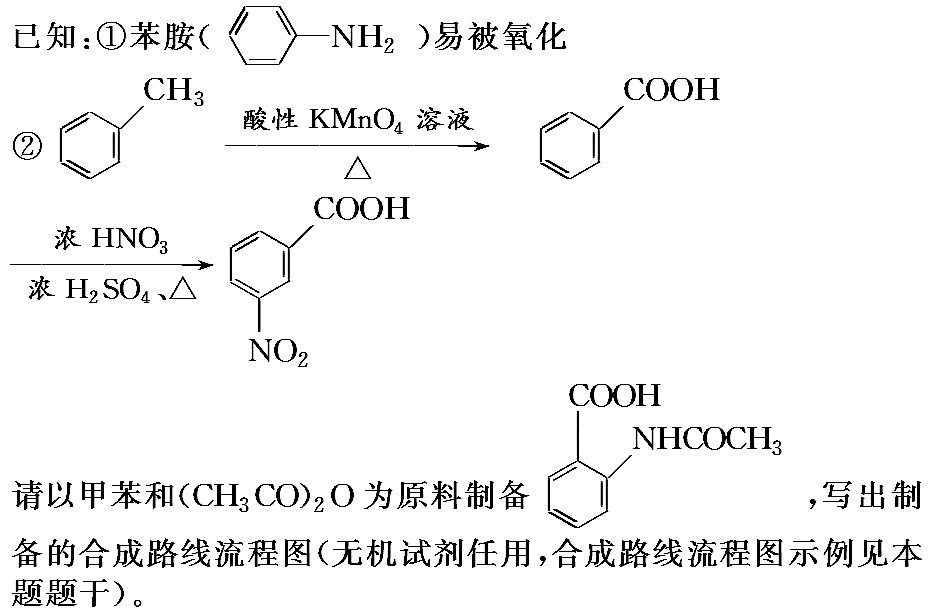 已知:①苯胺( —NH₂ )易被氧化
CH₃
COOH
② 酸性 KMnO₄ 溶液
△
COOH
浓 HNO₃
浓 H₂SO₄、△
NO₂
COOH
NHCOCH₃
请以甲苯和(CH₃CO)₂O 为原料制备 ,写出制
备的合成路线流程图(无机试剂任用,合成路线流程图示例见本
题题干)。